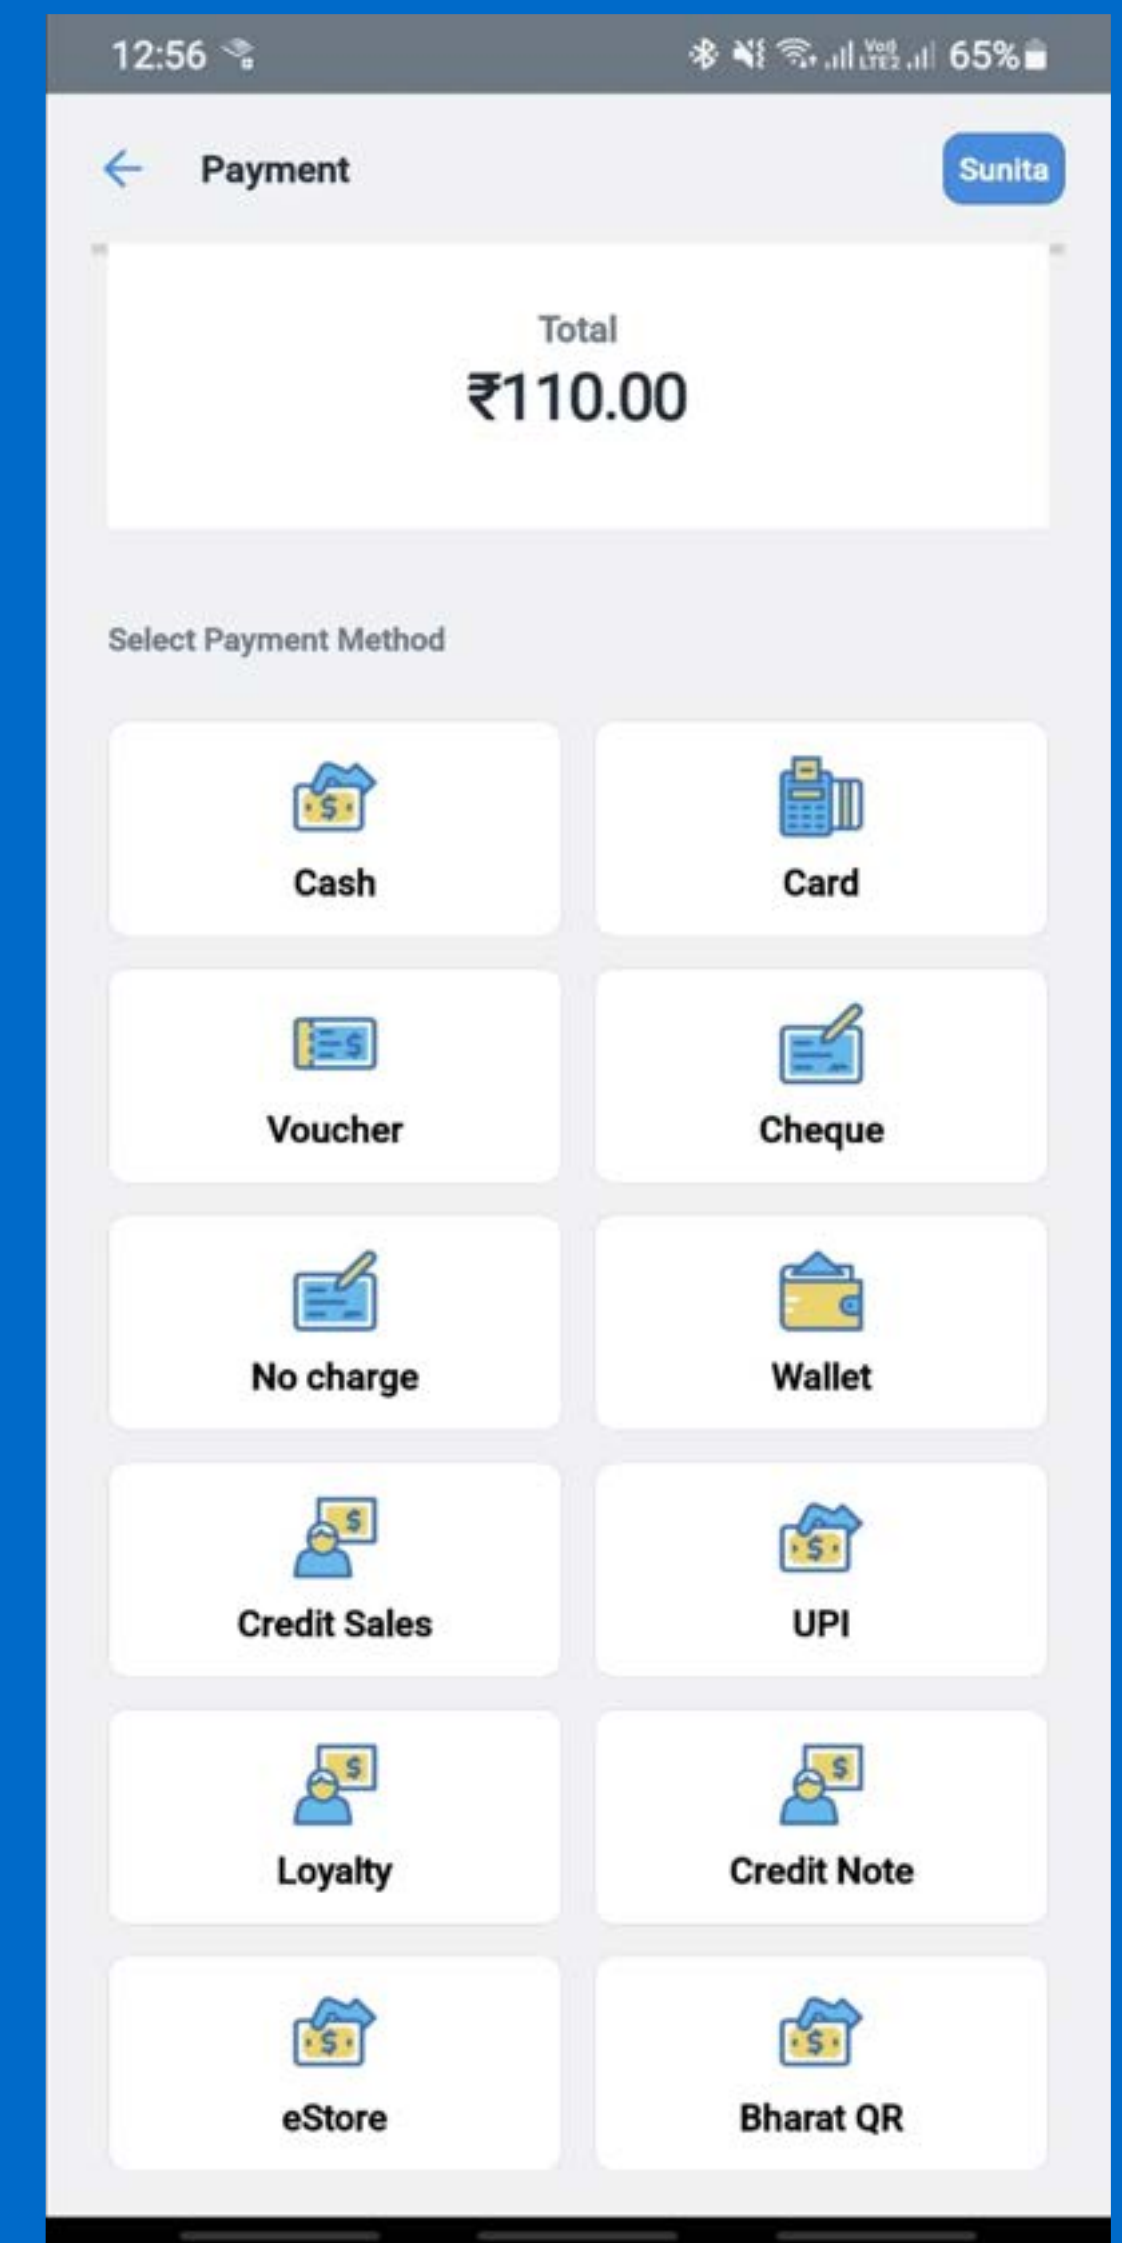 12:56 65%
Payment Sunita
Total
₹110.00
Select Payment Method
Cash Card
Voucher Cheque
No charge Wallet
Credit Sales UPI
Loyalty Credit Note
eStore Bharat QR